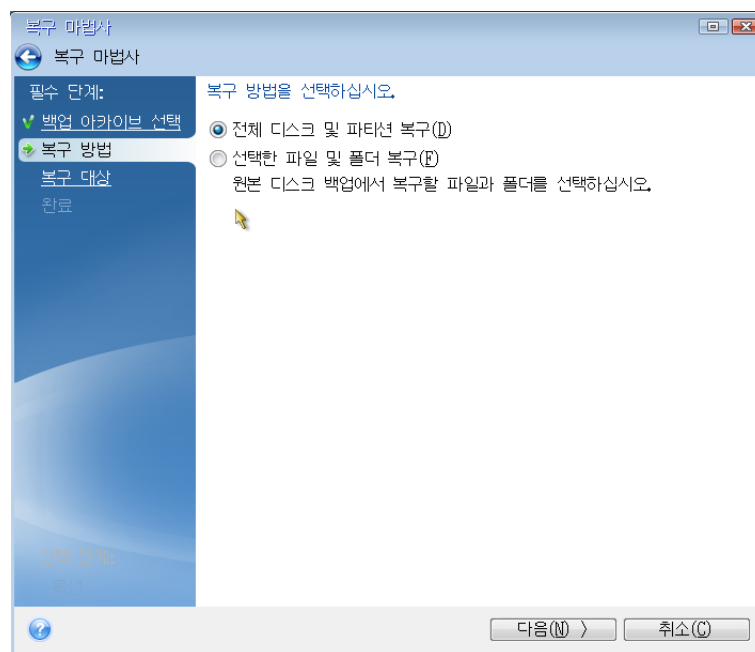 복구 마법사
복구 마법사
필수 단계:
백업 아카이브 선택
복구 방법
복구 대상
완료
복구 방법을 선택하십시오.
전체 디스크 및 파티션 복구(D)
선택한 파일 및 폴더 복구(F)
원본 디스크 백업에서 복구할 파일과 폴더를 선택하십시오.
선택 단계:
다음(N) 〉
취소(C)